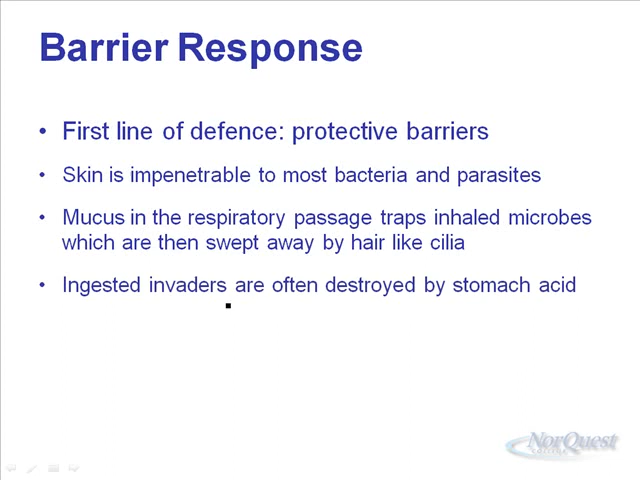 Barrier Response
• First line of defence: protective barriers
• Skin is impenetrable to most bacteria and parasites
• Mucus in the respiratory passage traps inhaled microbes
which are then swept away by hair like cilia
• Ingested invaders are often destroyed by stomach acid
NorQuest
COLLEGE